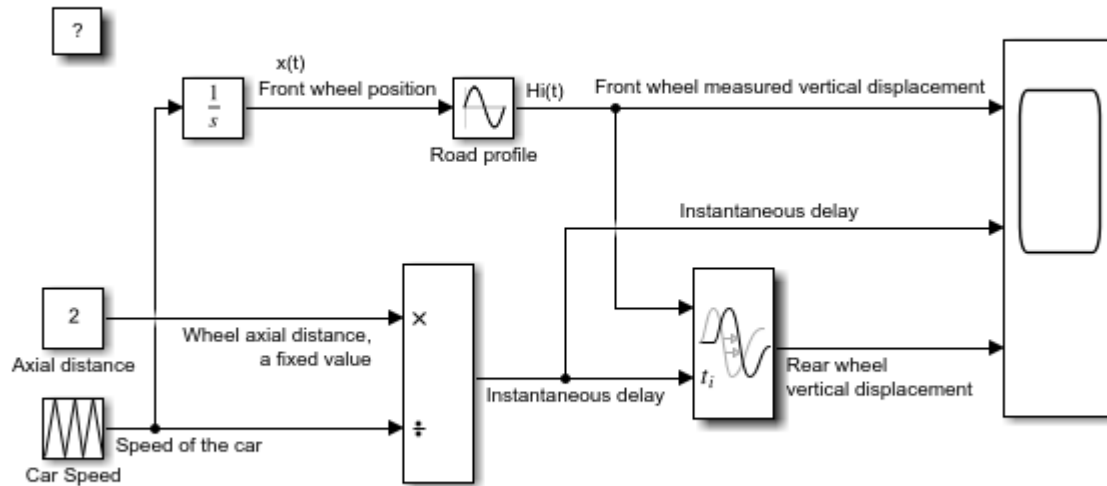 ?
x(t)
Front wheel position
1
s
Road profile
Hi(t)
Front wheel measured vertical displacement
Instantaneous delay
2
Axial distance
Wheel axial distance,
a fixed value
×
÷
Speed of the car
Car Speed
Instantaneous delay
ti
Rear wheel
vertical displacement